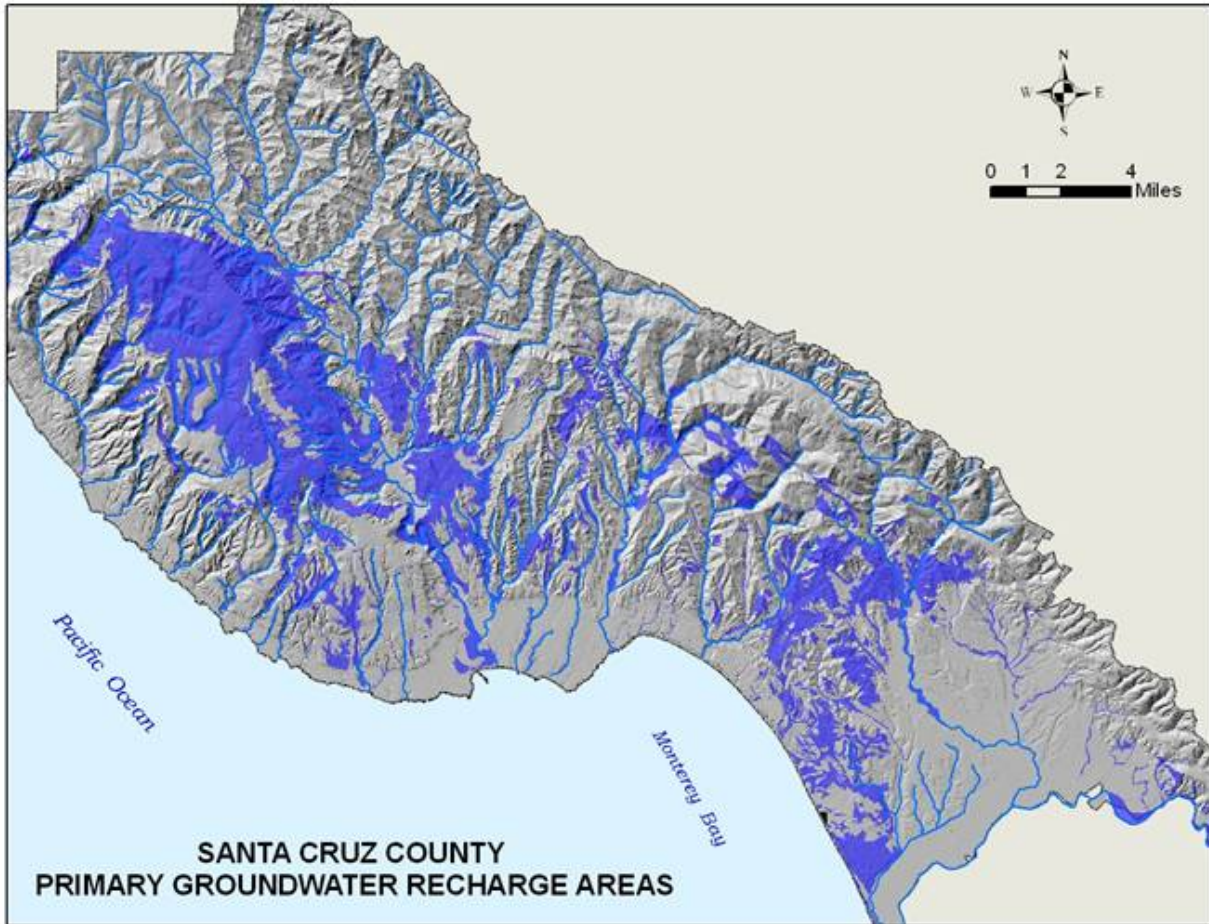 N
W E
S
0 1 2 4
Miles
Pacific Ocean
Monterey Bay
SANTA CRUZ COUNTY
PRIMARY GROUNDWATER RECHARGE AREAS